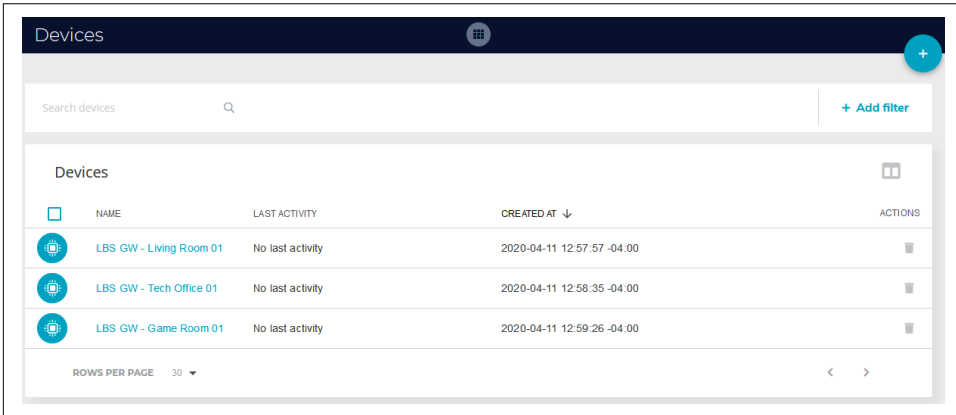 Devices
+
Search devices
+ Add filter
Devices
NAME LAST ACTIVITY CREATED AT ACTIONS
LBS GW - Living Room 01 No last activity 2020-04-11 12:57:57 -04:00
LBS GW - Tech Office 01 No last activity 2020-04-11 12:58:35 -04:00
LBS GW - Game Room 01 No last activity 2020-04-11 12:59:26 -04:00
ROWS PER PAGE 30